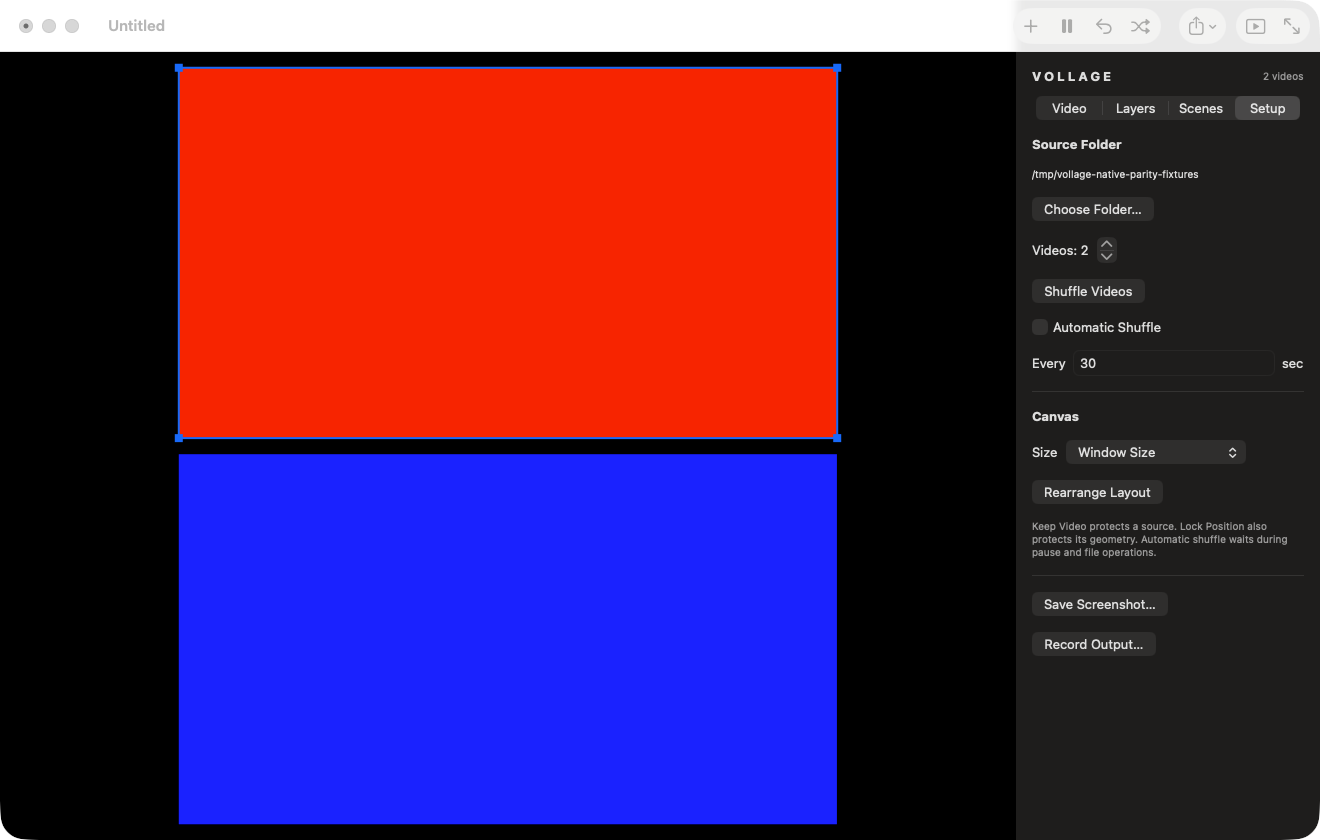 Untitled
VOLLAGE
2 videos
Video
Layers
Scenes
Setup
Source Folder
/tmp/vollage-native-parity-fixtures
Choose Folder...
Videos: 2
Shuffle Videos
Automatic Shuffle
Every 30 sec
Canvas
Size Window Size
Rearrange Layout
Keep Video protects a source. Lock Position also
protects its geometry. Automatic shuffle waits during
pause and file operations.
Save Screenshot...
Record Output...